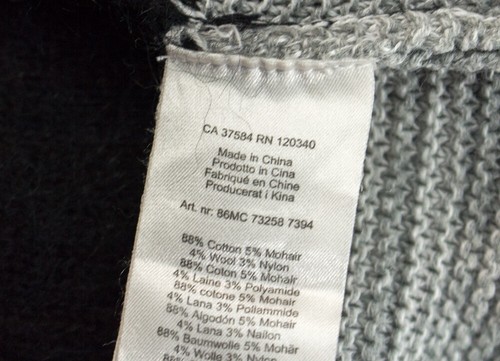 CA 37584 RN 120340
Made in China
Prodotto in Cina
Fabriqué en Chine
Producerat i Kina
Art. nr: 86MC 73258 7394
88% Cotton 5% Mohair
4% Wool 3% Nylon
88% Coton 5% Mohair
4% Laine 3% Polyamide
88% colone 5% Mohair
4% Lana 3% Poliammide
88% Algodón 5% Mohair
4% Lana 3% Nailon
88% Baumwolle 5% Mohär
4% Wolle 3% Nylon